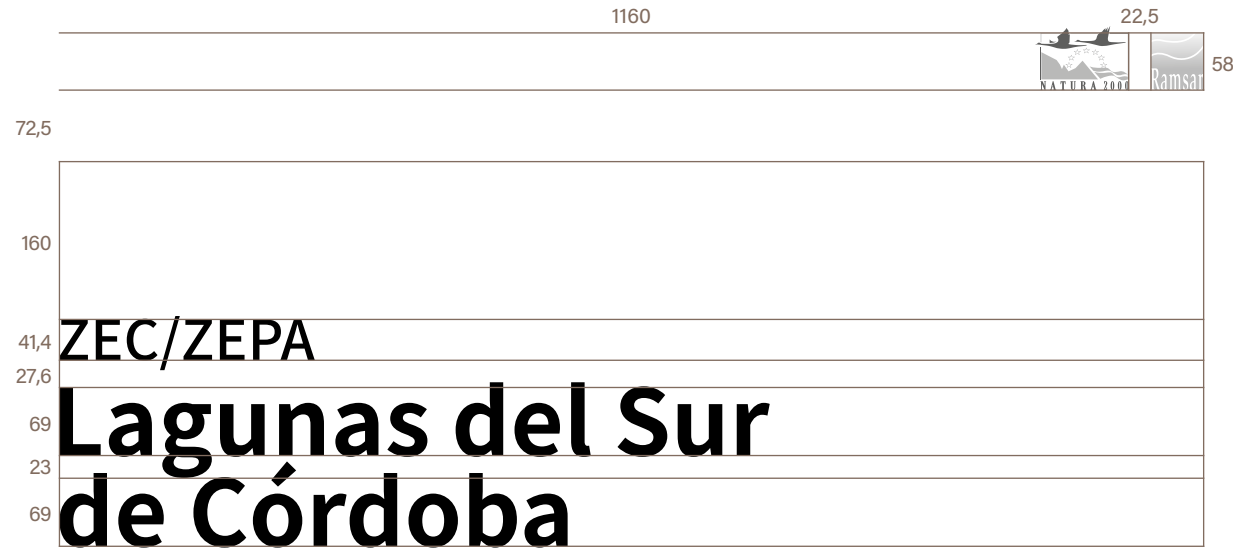 1160 22,5
NATURA 2000
Ramsar
58
72,5
160
41,4 ZEC/ZEPA
27,6
69 Lagunas del Sur
23
69 de Córdoba